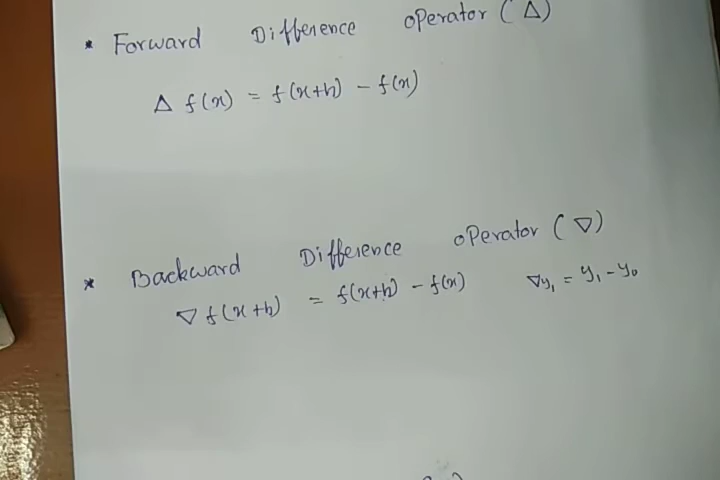 * Forward Difference operator (Δ)
Δ f(x) = f(x+h) - f(x)
* Backward Difference operator (∇)
∇ f(x+h) = f(x+h) - f(x) ∇y₁ = y₁ - y₀